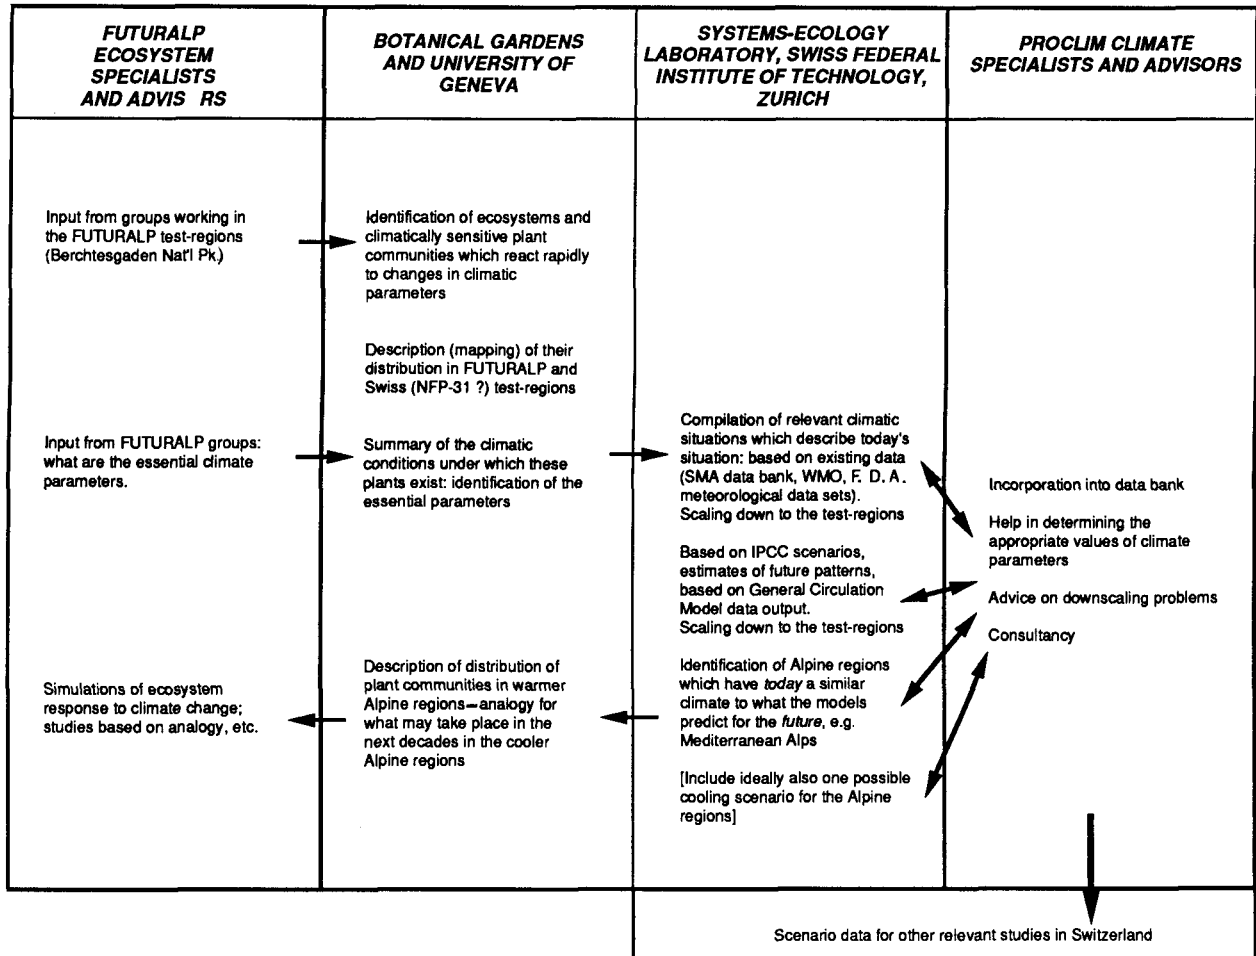 FUTURALP
ECOSYSTEM
SPECIALISTS
AND ADVIS RS
BOTANICAL GARDENS
AND UNIVERSITY OF
GENEVA
SYSTEMS-ECOLOGY
LABORATORY, SWISS FEDERAL
INSTITUTE OF TECHNOLOGY,
ZURICH
PROCLIM CLIMATE
SPECIALISTS AND ADVISORS
Input from groups working in
the FUTURALP test-regions
(Berchtesgaden Nat'l Pk.)
Input from FUTURALP groups:
what are the essential climate
parameters.
Simulations of ecosystem
response to climate change;
studies based on analogy, etc.
Identification of ecosystems and
climatically sensitive plant
communities which react rapidly
to changes in climatic
parameters
Description (mapping) of their
distribution in FUTURALP and
Swiss (NFP-31 ?) test-regions
Summary of the climatic
conditions under which these
plants exist: identification of the
essential parameters
Description of distribution of
plant communities in warmer
Alpine regions—analogy for
what may take place in the
next decades in the cooler
Alpine regions
Compilation of relevant climatic
situations which describe today's
situation: based on existing data
(SMA data bank, WMO, F. D. A.
meteorological data sets).
Scaling down to the test-regions
Based on IPCC scenarios,
estimates of future patterns,
based on General Circulation
Model data output.
Scaling down to the test-regions
Identification of Alpine regions
which have today a similar
climate to what the models
predict for the future, e.g.
Mediterranean Alps
[Include ideally also one possible
cooling scenario for the Alpine
regions]
Incorporation into data bank
Help in determining the
appropriate values of climate
parameters
Advice on downscaling problems
Consultancy
Scenario data for other relevant studies in Switzerland